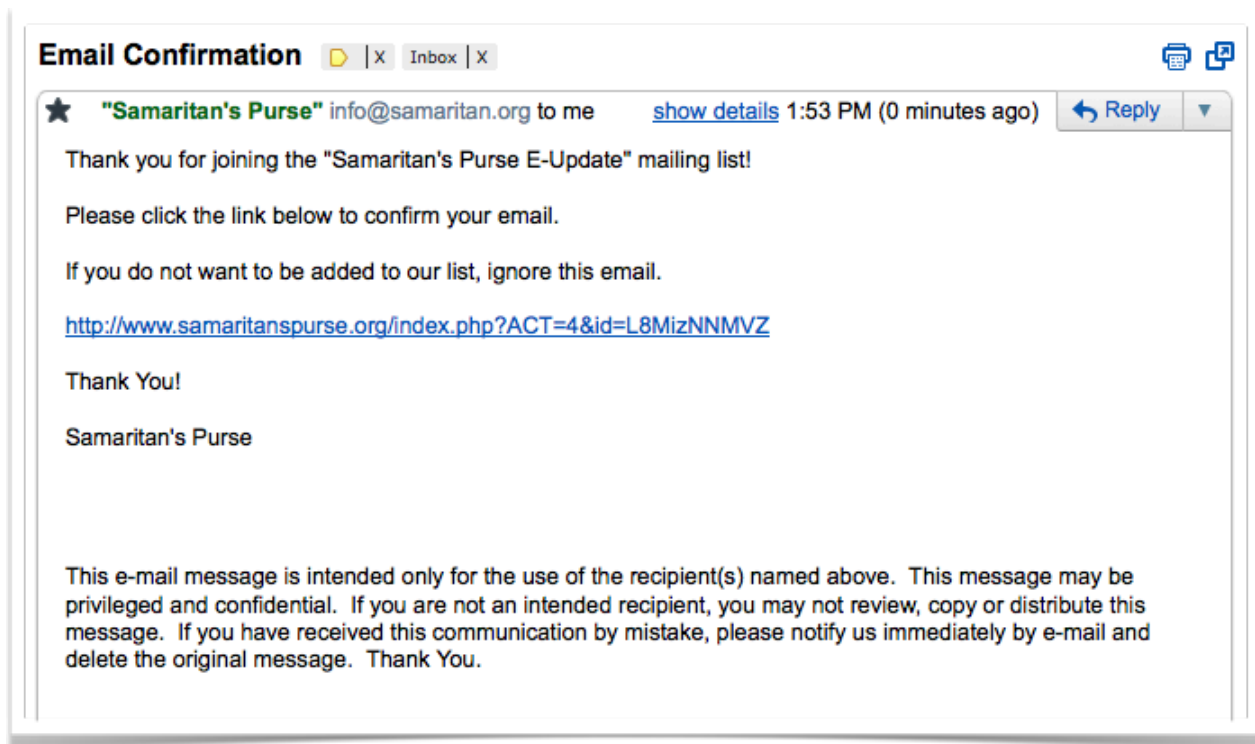 Email Confirmation | X Inbox | X
"Samaritan's Purse" info@samaritan.org to me show details 1:53 PM (0 minutes ago) Reply
Thank you for joining the "Samaritan's Purse E-Update" mailing list!
Please click the link below to confirm your email.
If you do not want to be added to our list, ignore this email.
http://www.samaritanspurse.org/index.php?ACT=4&id=L8MizNNMVZ
Thank You!
Samaritan's Purse
This e-mail message is intended only for the use of the recipient(s) named above. This message may be
privileged and confidential. If you are not an intended recipient, you may not review, copy or distribute this
message. If you have received this communication by mistake, please notify us immediately by e-mail and
delete the original message. Thank You.